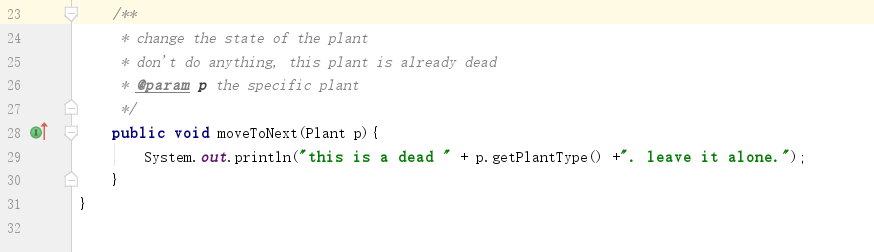 23 /**
24 * change the state of the plant
25 * don't do anything, this plant is already dead
26 * @param p the specific plant
27 */
28 public void moveToNext(Plant p){
29 System.out.println("this is a dead " + p.getPlantType() +". leave it alone.");
30 }
31 }
32